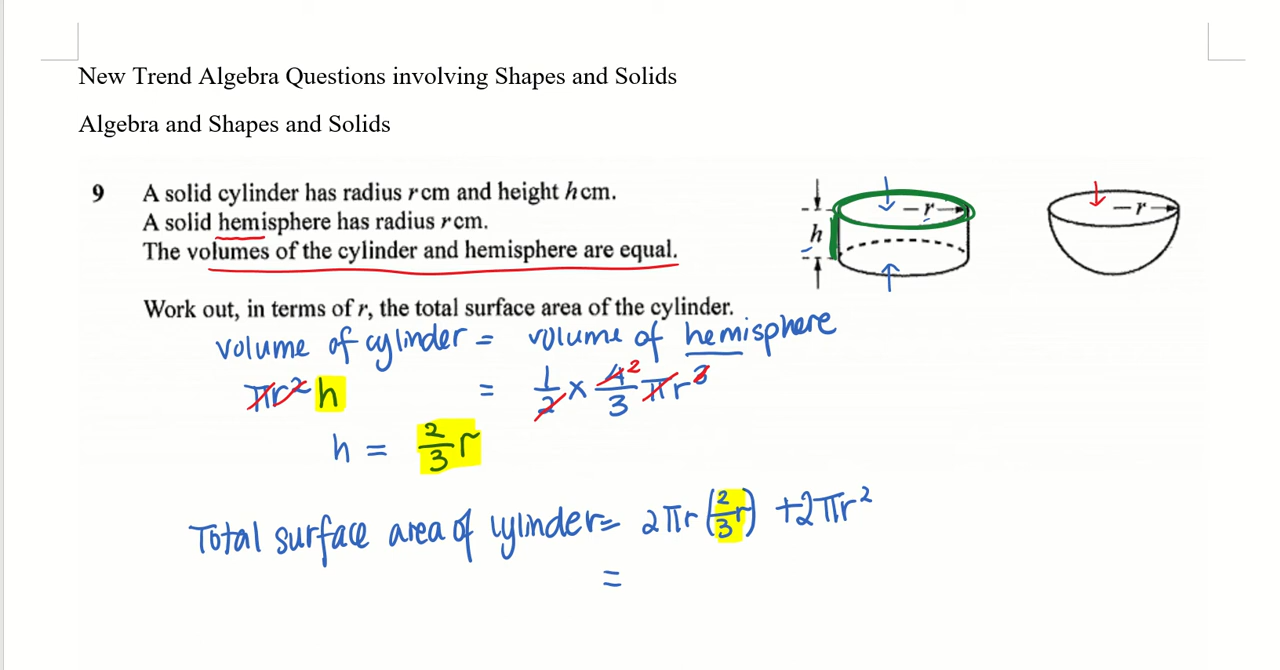 New Trend Algebra Questions involving Shapes and Solids
Algebra and Shapes and Solids
9 A solid cylinder has radius r cm and height h cm.
A solid hemisphere has radius r cm.
The volumes of the cylinder and hemisphere are equal.
h
r
r
Work out, in terms of r, the total surface area of the cylinder.
volume of cylinder = volume of hemisphere
πr² h = 1/2 × 4²/3 πr³
h = 2/3 r
Total surface area of cylinder = 2πr(2/3 r) + 2πr²
=